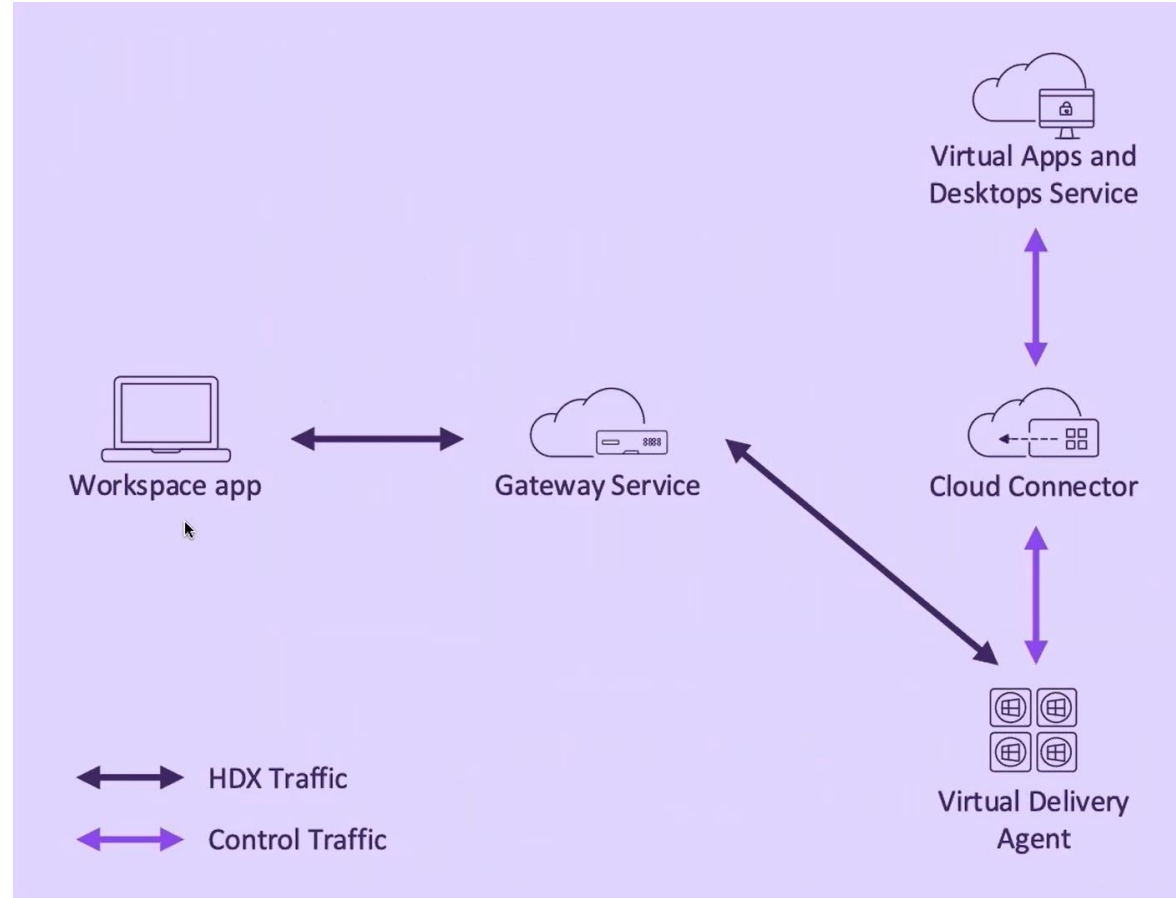 Virtual Apps and
Desktops Service
Workspace app
Gateway Service
Cloud Connector
HDX Traffic
Control Traffic
Virtual Delivery
Agent